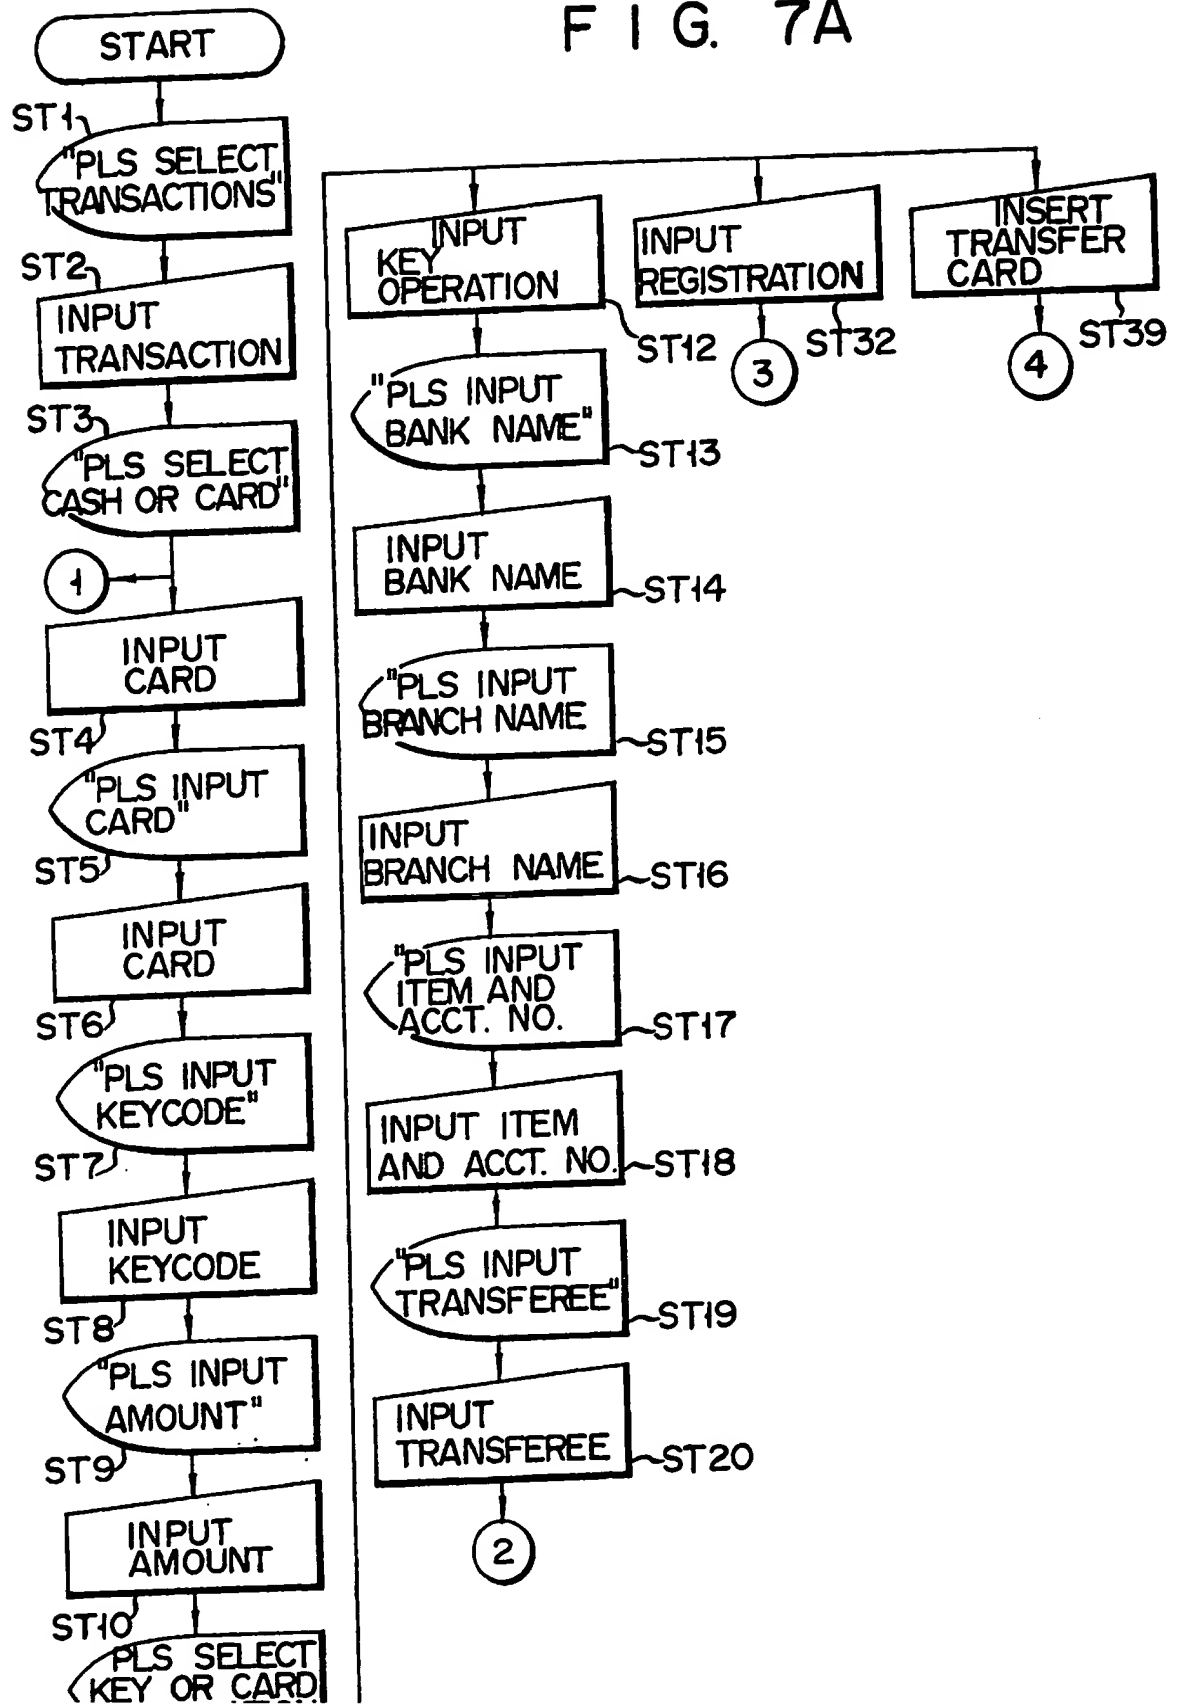 FIG. 7A
START
ST1
"PLS SELECT
TRANSACTIONS"
ST2
INPUT
TRANSACTION
ST3
"PLS SELECT
CASH OR CARD"
1
INPUT
CARD
ST4
"PLS INPUT
CARD"
ST5
INPUT
CARD
ST6
"PLS INPUT
KEYCODE"
ST7
INPUT
KEYCODE
ST8
"PLS INPUT
AMOUNT"
ST9
INPUT
AMOUNT
ST10
PLS SELECT
KEY OR CARD
INPUT
KEY
OPERATION
ST12
"PLS INPUT
BANK NAME"
ST13
INPUT
BANK NAME
ST14
"PLS INPUT
BRANCH NAME
ST15
INPUT
BRANCH NAME
ST16
"PLS INPUT
ITEM AND
ACCT. NO.
ST17
INPUT ITEM
AND ACCT. NO.
ST18
"PLS INPUT
TRANSFEREE"
ST19
INPUT
TRANSFEREE
ST20
2
INPUT
REGISTRATION
ST32
3
INSERT
TRANSFER
CARD
ST39
4